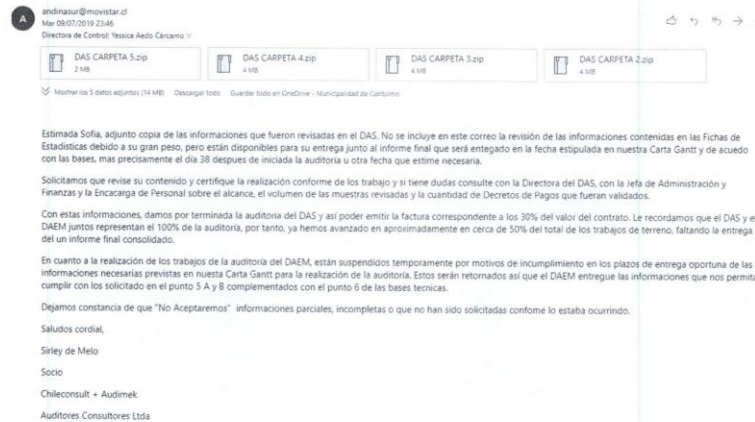 A
andinasur@movistar.cl
Mar 09/07/2019 23:46
Directora de Control; Yessica Aedo Cárcamo
DAS CARPETA 5.zip
2 MB
DAS CARPETA 4.zip
4 MB
DAS CARPETA 3.zip
4 MB
DAS CARPETA 2.zip
4 MB
Mostrar los 5 datos adjuntos (14 MB) Descargar todo Guardar todo en OneDrive - Municipalidad de Contulmo
Estimada Sofia, adjunto copia de las informaciones que fueron revisadas en el DAS. No se incluye en este correo la revisión de las informaciones contenidas en las Fichas de
Estadisticas debido a su gran peso, pero están disponibles para su entrega junto al informe final que será entegado en la fecha estipulada en nuestra Carta Gantt y de acuedo
con las bases, mas precisamente el día 38 despues de iniciada la auditoria u otra fecha que estime necesaria.
Solicitamos que revise su contenido y certifique la realización conforme de los trabajo y si tiene dudas consulte con la Directora del DAS, con la Jefa de Administración y
Finanzas y la Encacarga de Personal sobre el alcance, el volumen de las muestras revisadas y la cuantidad de Decretos de Pagos que fueran validados.
Con estas informaciones, damos por terminada la auditoria del DAS y así poder emitir la factura correspondiente a los 30% del valor del contrato. Le recordamos que el DAS y el
DAEM juntos representan el 100% de la auditoría, por tanto, ya hemos avanzado en aproximadamente en cerca de 50% del total de los trabajos de terreno, faltando la entrega
del un informe final consolidado.
En cuanto a la realización de los trabajos de la auditoría del DAEM, están suspendidos temporamente por motivos de incumplimiento en los plazos de entrega oportuna de las
informaciones necesarias previstas en nuesta Carta Gantt para la realización de la auditoría. Estos serán retornados así que el DAEM entregue las informaciones que nos permita
cumplir con los solicitado en el punto 5 A y B complementados con el punto 6 de las bases tecnicas.
Dejamos constancia de que "No Aceptaremos" informaciones parciales, incompletas o que no han sido solicitadas confome lo estaba ocurrindo.
Saludos cordial,
Sirley de Melo
Socio
Chileconsult + Audimek
Auditores Consultores Ltda